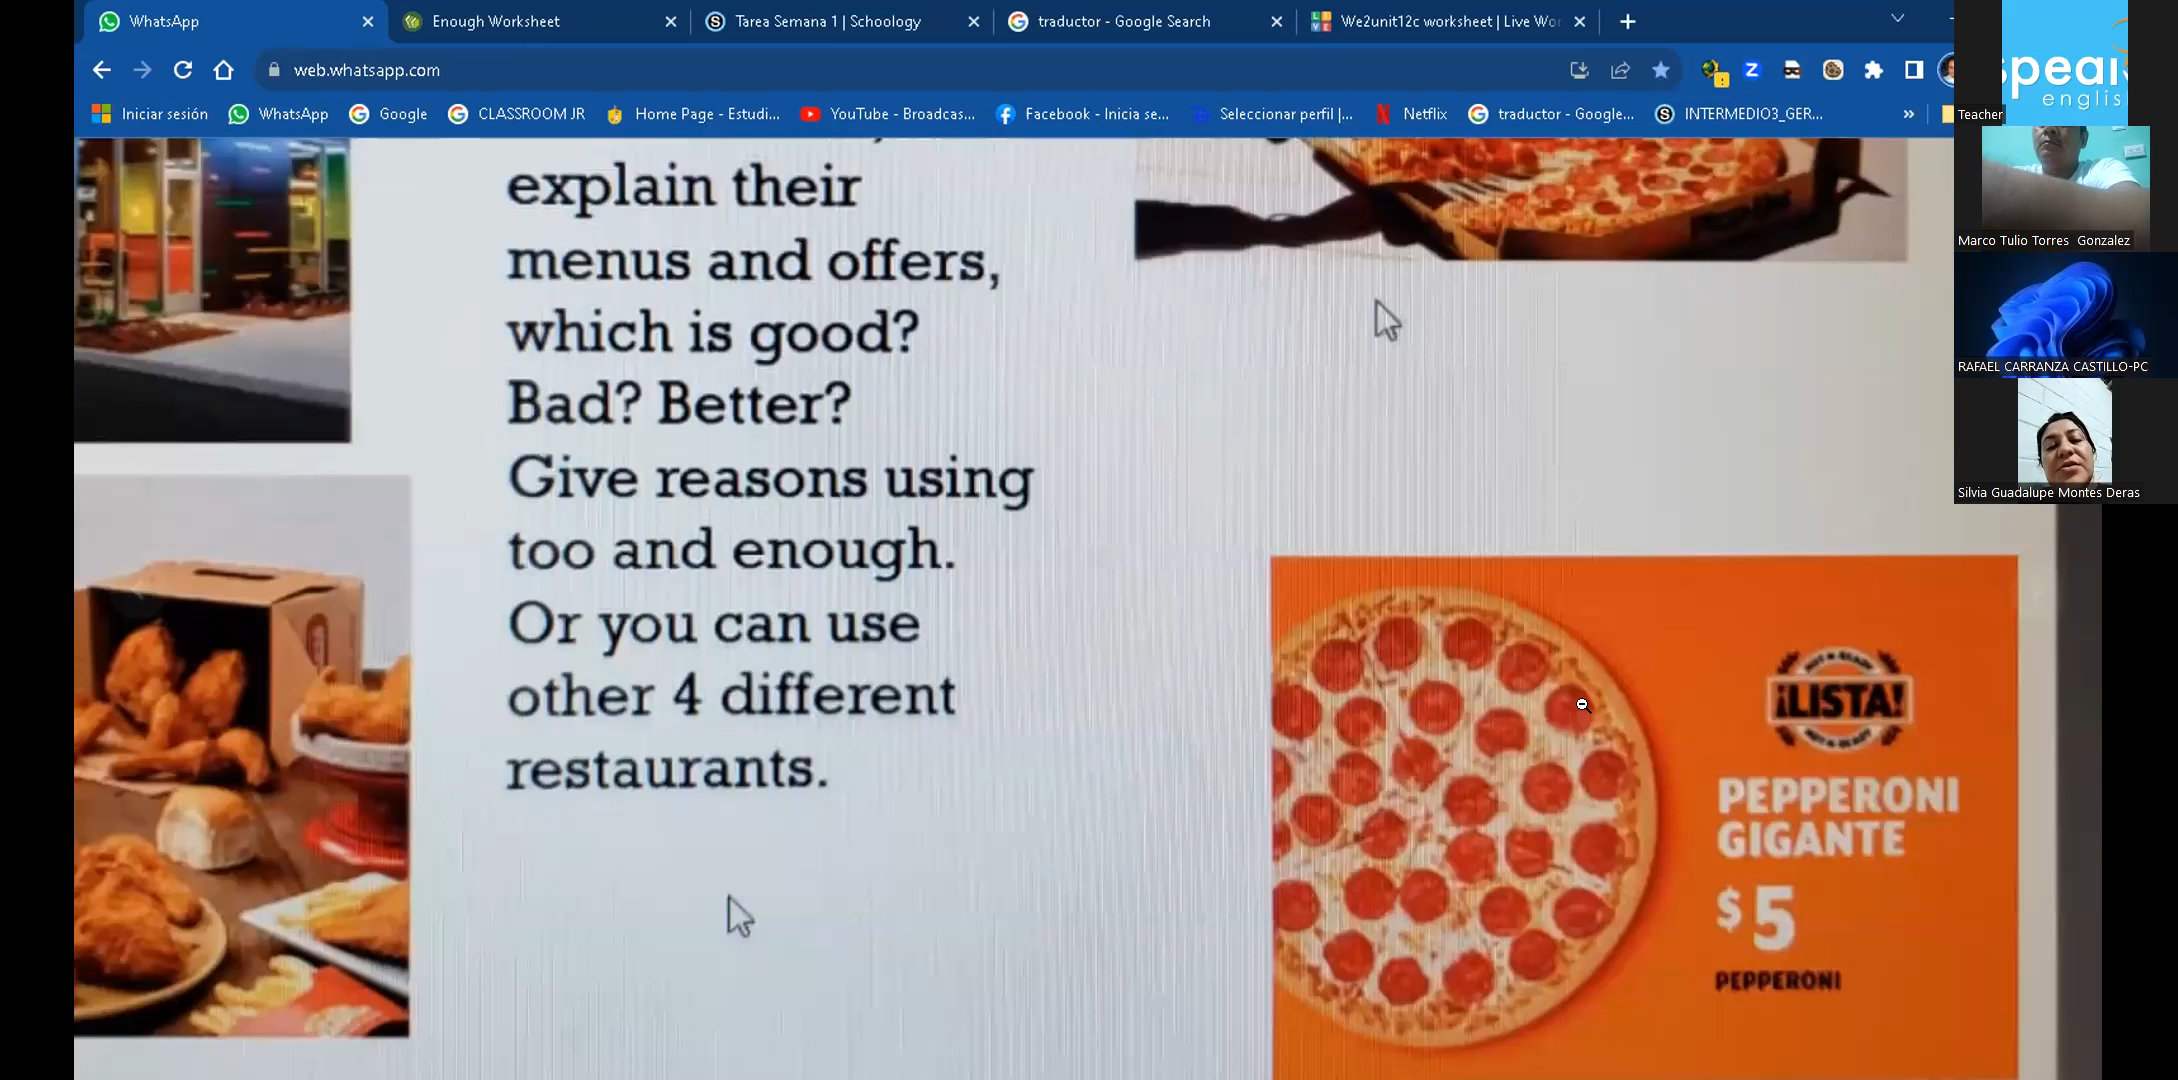 WhatsApp
Enough Worksheet
Tarea Semana 1 | Schoology
traductor - Google Search
We2unit12c worksheet | Live Wor
web.whatsapp.com
Iniciar sesión
WhatsApp
Google
CLASSROOM JR
Home Page - Estudi...
YouTube - Broadcas...
Facebook - Inicia se...
Seleccionar perfil |...
Netflix
traductor - Google...
INTERMEDIO3_GER...
englis
Teacher
Marco Tulio Torres Gonzalez
RAFAEL CARRANZA CASTILLO-PC
Silvia Guadalupe Montes Deras
explain their
menus and offers,
which is good?
Bad? Better?
Give reasons using
too and enough.
Or you can use
other 4 different
restaurants.
¡LISTA!
PEPPERONI
GIGANTE
$5
PEPPERONI